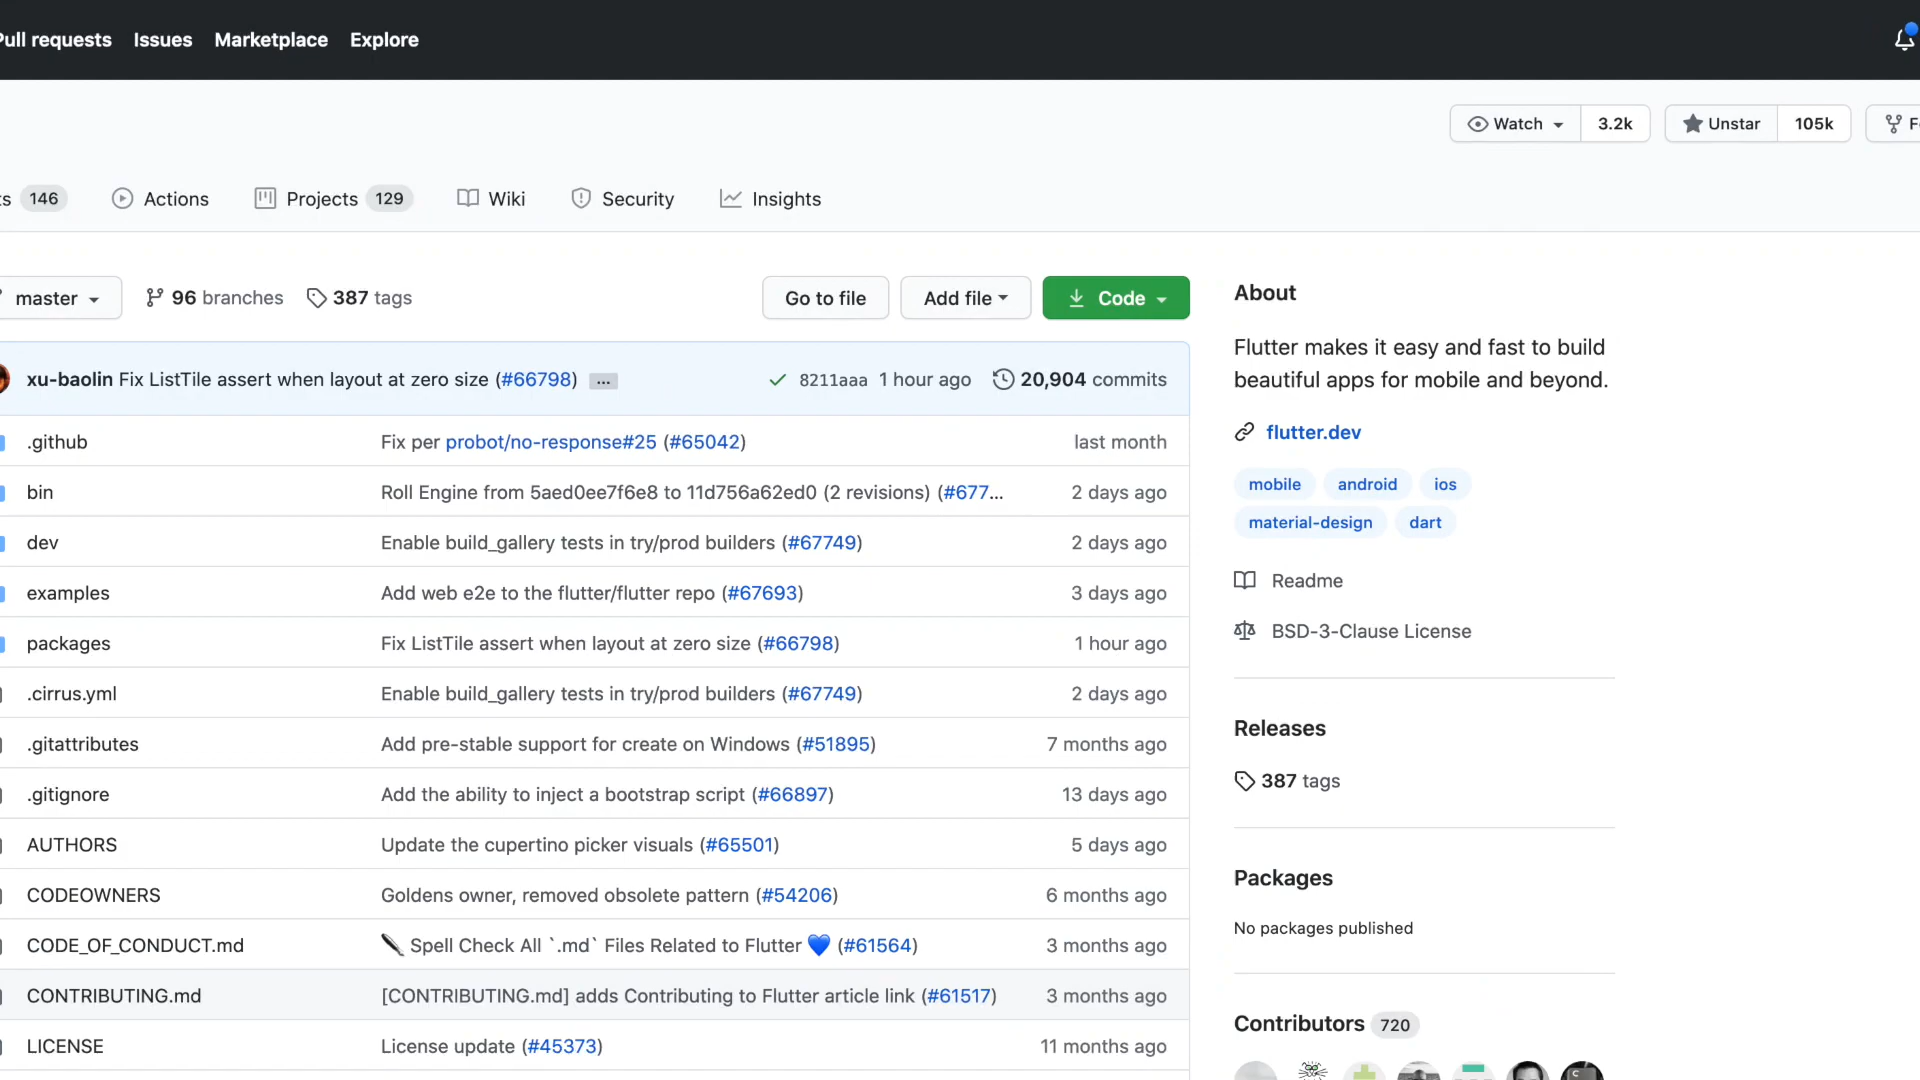 Pull requests Issues Marketplace Explore
Watch 3.2k Unstar 105k
146 Actions Projects 129 Wiki Security Insights
master 96 branches 387 tags Go to file Add file Code
xu-baolin Fix ListTile assert when layout at zero size (#66798) ... 8211aaa 1 hour ago 20,904 commits
.github Fix per probot/no-response#25 (#65042) last month
bin Roll Engine from 5aed0ee7f6e8 to 11d756a62ed0 (2 revisions) (#677... 2 days ago
dev Enable build_gallery tests in try/prod builders (#67749) 2 days ago
examples Add web e2e to the flutter/flutter repo (#67693) 3 days ago
packages Fix ListTile assert when layout at zero size (#66798) 1 hour ago
.cirrus.yml Enable build_gallery tests in try/prod builders (#67749) 2 days ago
.gitattributes Add pre-stable support for create on Windows (#51895) 7 months ago
.gitignore Add the ability to inject a bootstrap script (#66897) 13 days ago
AUTHORS Update the cupertino picker visuals (#65501) 5 days ago
CODEOWNERS Goldens owner, removed obsolete pattern (#54206) 6 months ago
CODE_OF_CONDUCT.md Spell Check All `.md` Files Related to Flutter 💙 (#61564) 3 months ago
CONTRIBUTING.md [CONTRIBUTING.md] adds Contributing to Flutter article link (#61517) 3 months ago
LICENSE License update (#45373) 11 months ago
About
Flutter makes it easy and fast to build
beautiful apps for mobile and beyond.
flutter.dev
mobile android ios
material-design dart
Readme
BSD-3-Clause License
Releases
387 tags
Packages
No packages published
Contributors 720